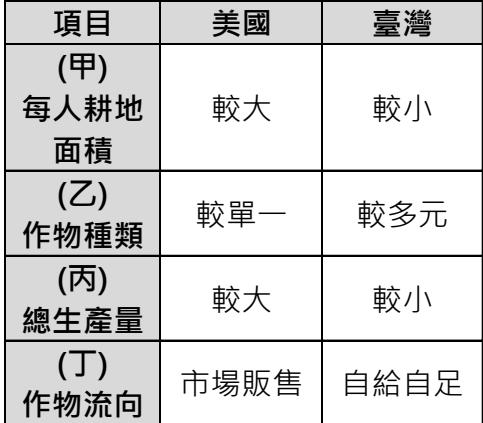 項目 美國 臺灣
(甲)
每人耕地
面積
較大 較小
(乙)
作物種類
較單一 較多元
(丙)
總生產量
較大 較小
(丁)
作物流向
市場販售 自給自足